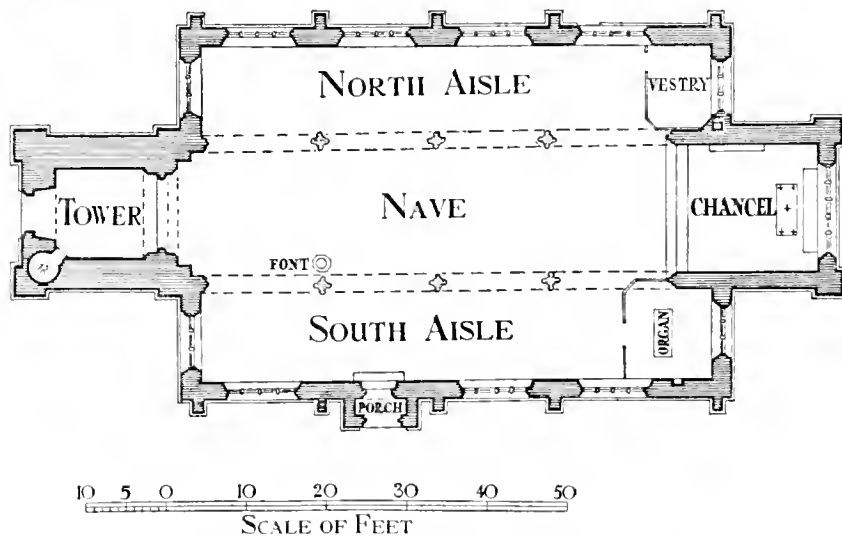 NORTH AISLE
VESTRY
TOWER
NAVE
CHANCEL
FONT
SOUTH AISLE
ORGAN
PORCH
10 5 0 20 30 40 50
SCALE OF FEET